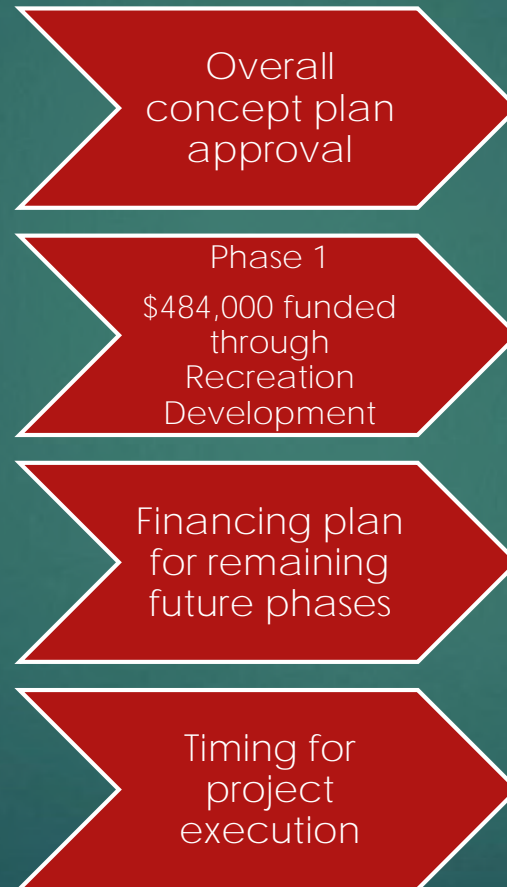 Overall
concept plan
approval
Phase 1
$484,000 funded
through
Recreation
Development
Financing plan
for remaining
future phases
Timing for
project
execution